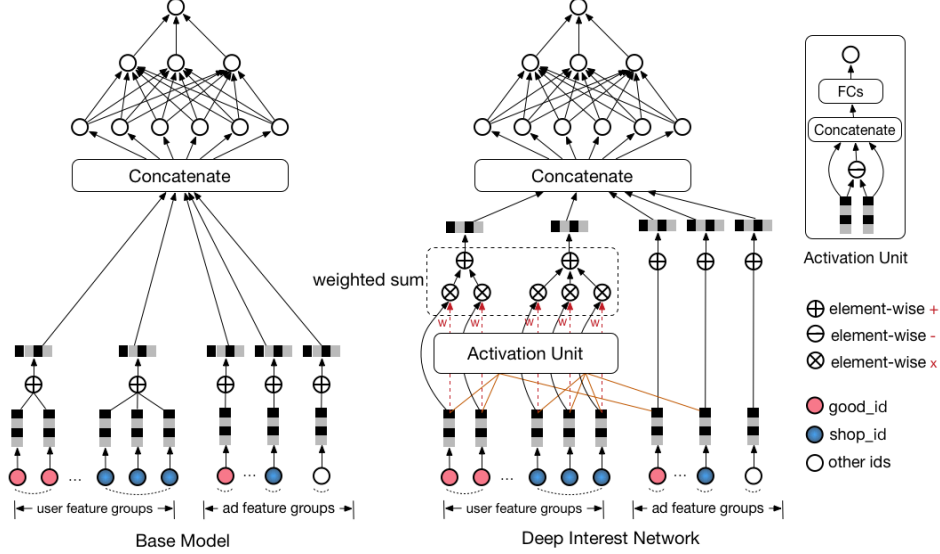 Concatenate
user feature groups
ad feature groups
...
...
Base Model
Concatenate
weighted sum
w
w
w
w
Activation Unit
...
...
user feature groups
ad feature groups
Deep Interest Network
FCs
Concatenate
Activation Unit
element-wise +
element-wise -
element-wise x
good_id
shop_id
other ids